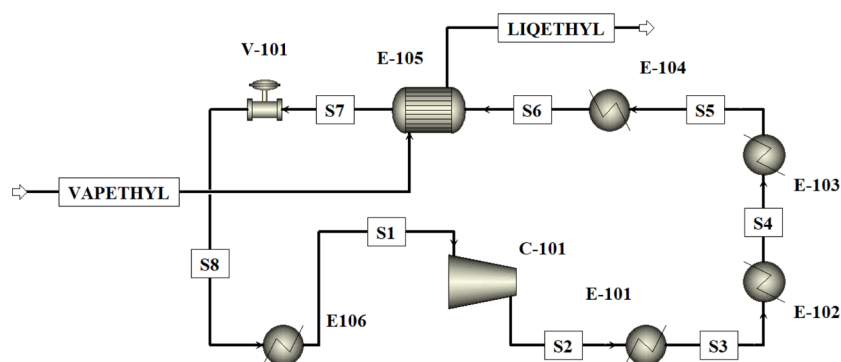 LIQETHYL
V-101
E-105
E-104
S7
S6
S5
E-103
VAPETHYL
S4
S1
C-101
S8
E-101
E-102
E106
S2
S3